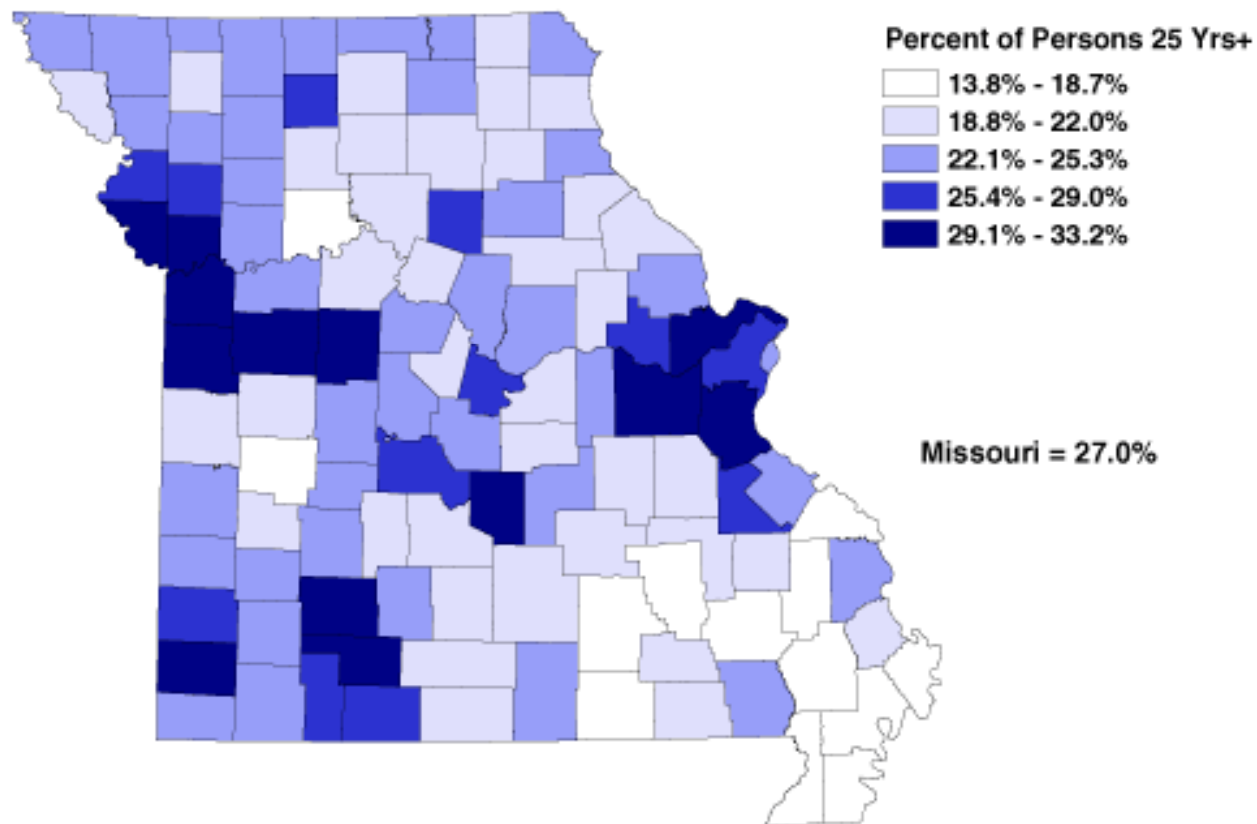 Percent of Persons 25 Yrs+
13.8% - 18.7%
18.8% - 22.0%
22.1% - 25.3%
25.4% - 29.0%
29.1% - 33.2%
Missouri = 27.0%